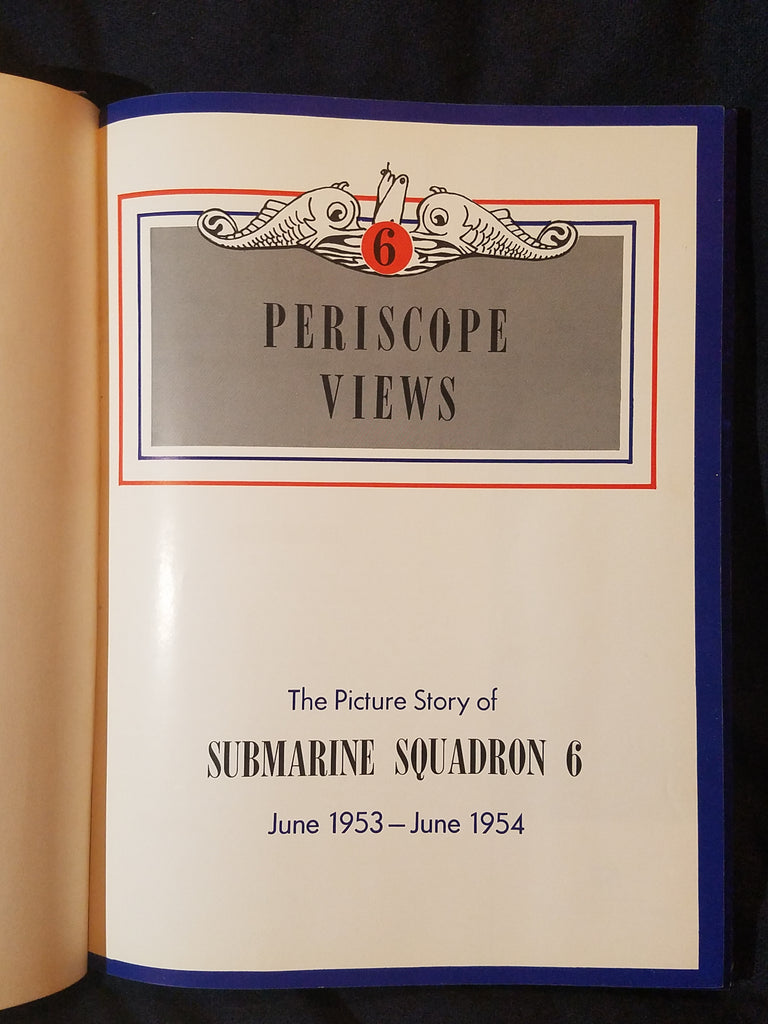 6
PERISCOPE
VIEWS
The Picture Story of
SUBMARINE SQUADRON 6
June 1953—June 1954